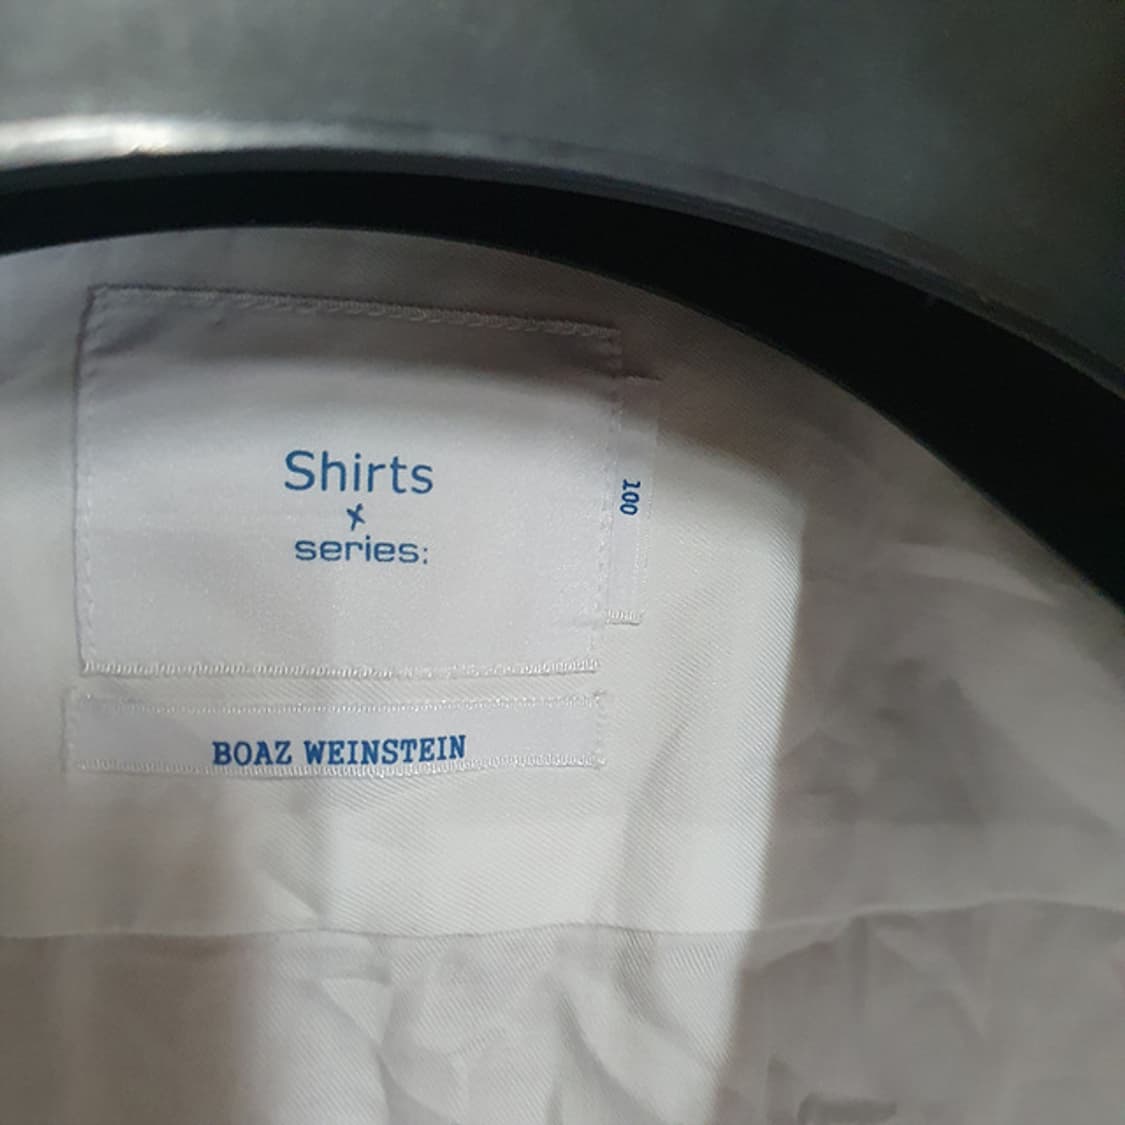 Shirts
x
series:
100
BOAZ WEINSTEIN